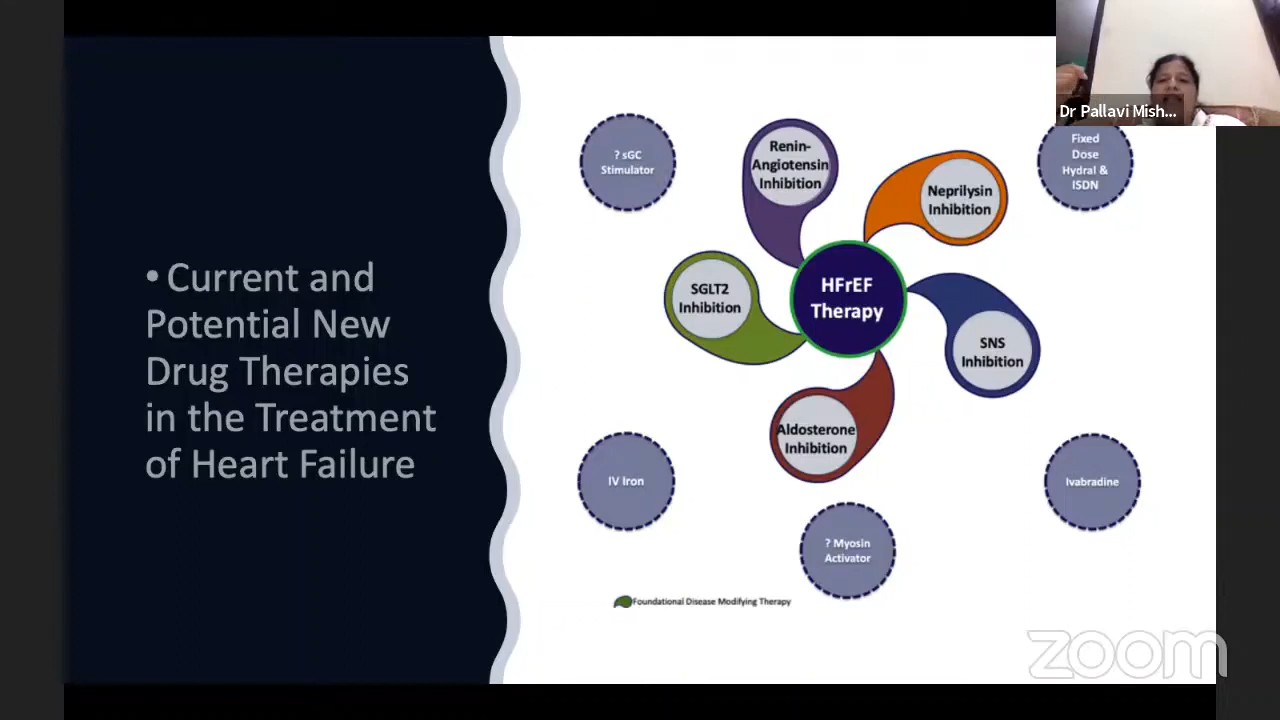 • Current and
Potential New
Drug Therapies
in the Treatment
of Heart Failure
? sGC
Stimulator
Renin-
Angiotensin
Inhibition
Neprilysin
Inhibition
Fixed
Dose
Hydral &
ISDN
SGLT2
Inhibition
HFrEF
Therapy
SNS
Inhibition
Aldosterone
Inhibition
IV Iron
? Myosin
Activator
Ivabradine
Foundational Disease Modifying Therapy
Dr Pallavi Mish...
zoom